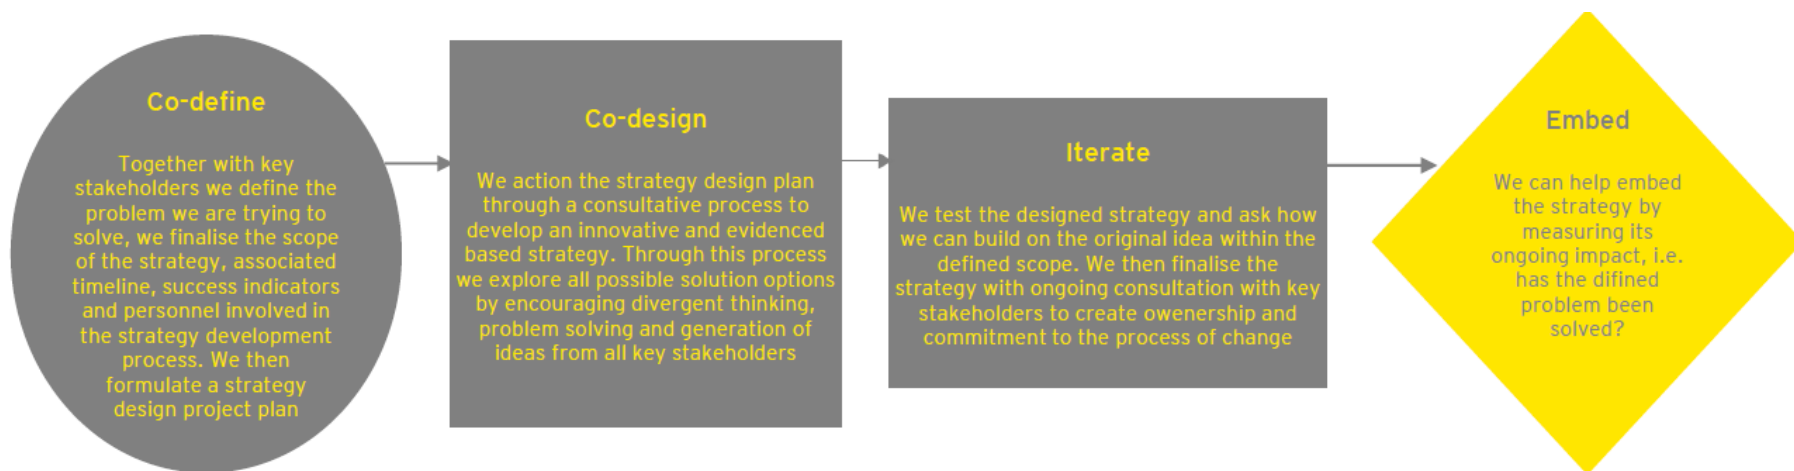 Co-define
Together with key
stakeholders we define the
problem we are trying to
solve, we finalise the scope
of the strategy, associated
timeline, success indicators
and personnel involved in
the strategy development
process. We then
formulate a strategy
design project plan
Co-design
We action the strategy design plan
through a consultative process to
develop an innovative and evidenced
based strategy. Through this process
we explore all possible solution options
by encouraging divergent thinking,
problem solving and generation of
ideas from all key stakeholders
Iterate
We test the designed strategy and ask how
we can build on the original idea within the
defined scope. We then finalise the
strategy with ongoing consultation with key
stakeholders to create owenership and
commitment to the process of change
Embed
We can help embed
the strategy by
measuring its
ongoing impact, i.e.
has the difined
problem been
solved?